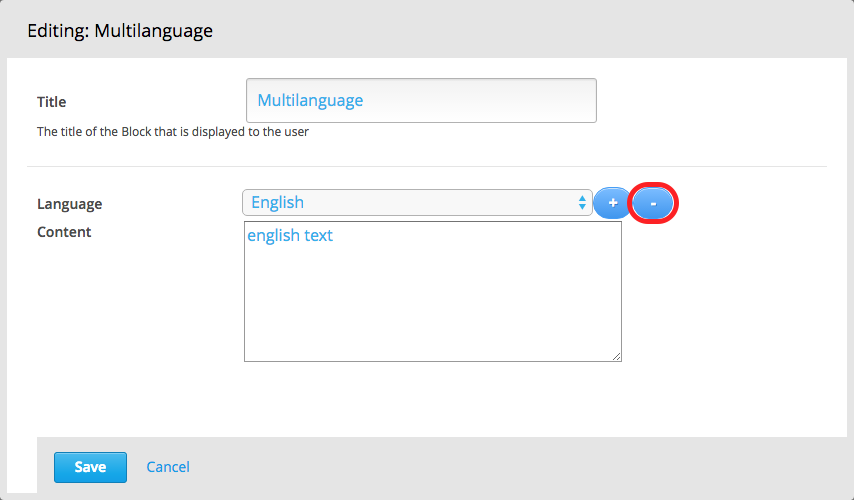 Editing: Multilanguage
Title Multilanguage
The title of the Block that is displayed to the user
Language English + -
Content english text
Save Cancel